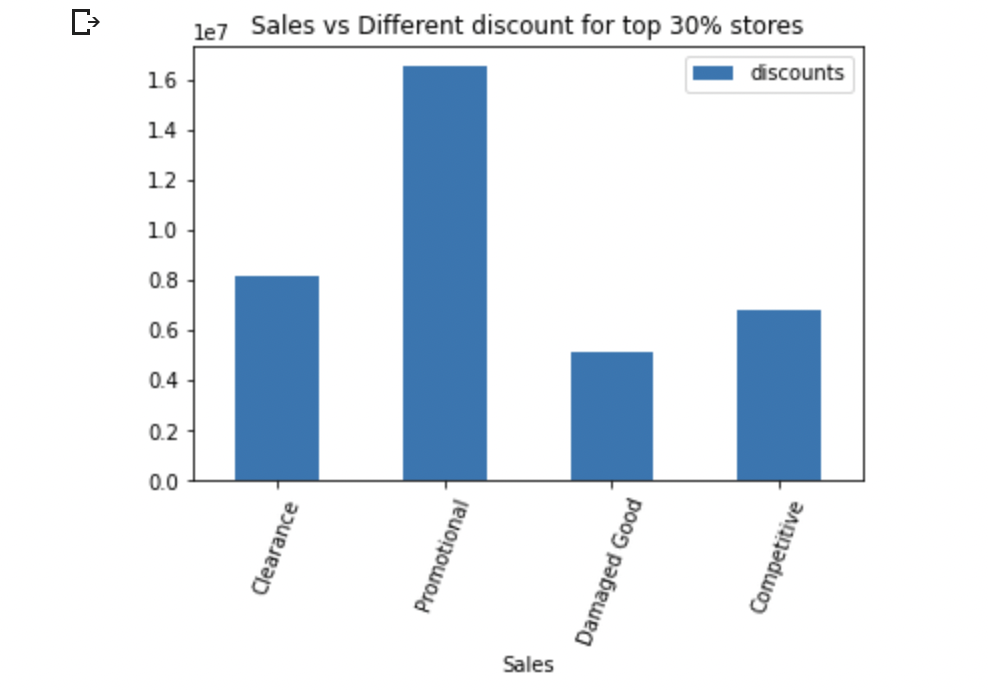 Sales vs Different discount for top 30% stores
1e7
discounts
1.6
1.4
1.2
1.0
0.8
0.6
0.4
0.2
0.0
Clearance
Promotional
Damaged Good
Competitive
Sales